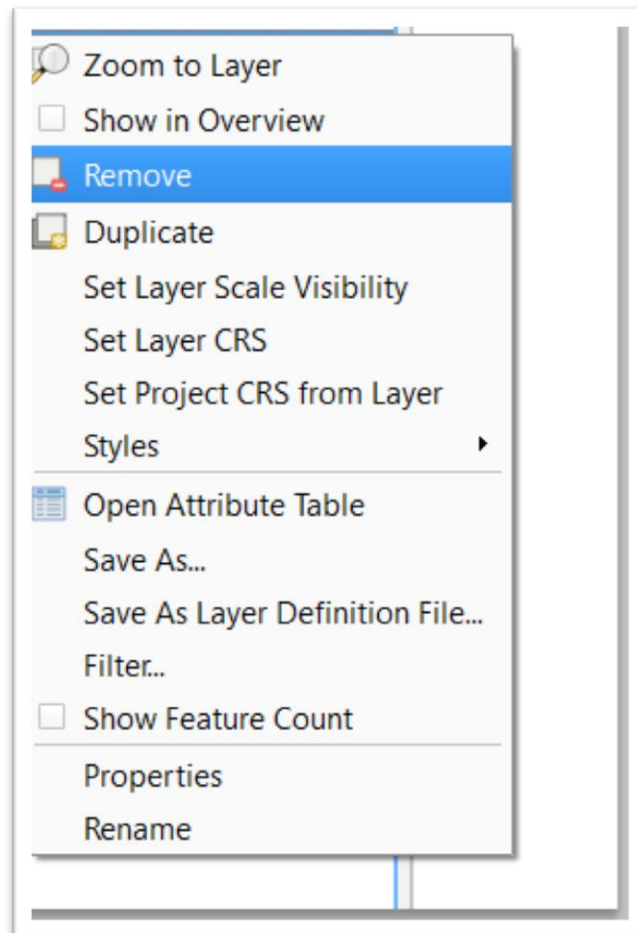 Zoom to Layer
Show in Overview
Remove
Duplicate
Set Layer Scale Visibility
Set Layer CRS
Set Project CRS from Layer
Styles
Open Attribute Table
Save As...
Save As Layer Definition File...
Filter...
Show Feature Count
Properties
Rename